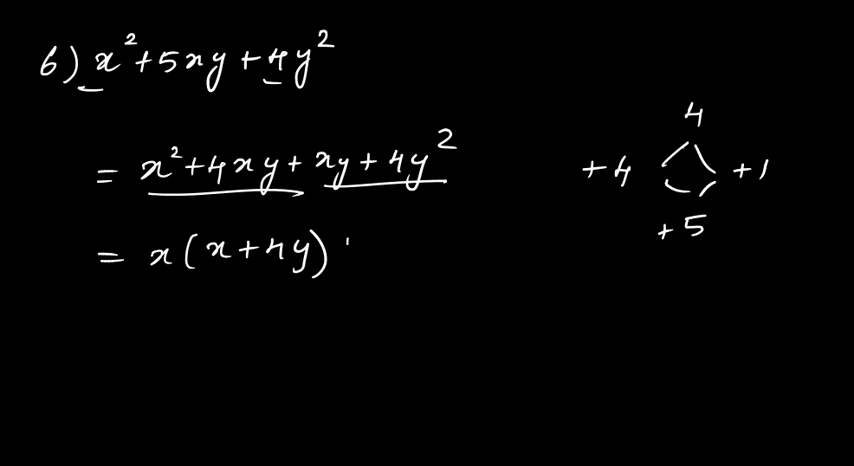 6) x²+5xy+4y²
= x²+4xy+xy+4y²
= x(x+4y)
4
+4 +1
+5